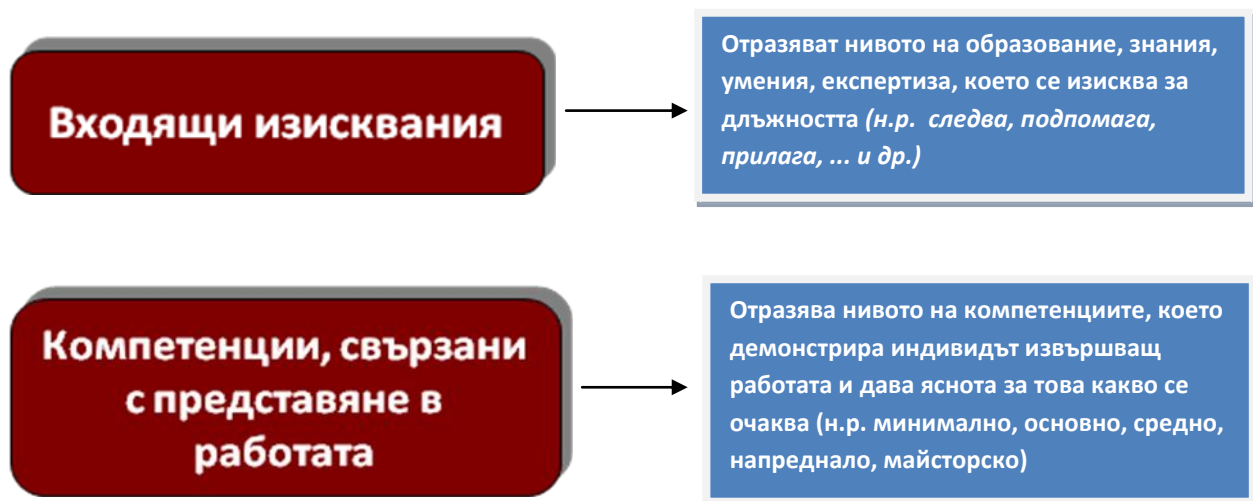 Входящи изисквания
Отразяват нивото на образование, знания,
умения, експертиза, което се изисква за
длъжността (н.р. следва, подпомага,
прилага, ... и др.)
Компетенции, свързани
с представяне в
работата
Отразява нивото на компетенциите, което
демонстрира индивидът извършващ
работата и дава яснота за това какво се
очаква (н.р. минимално, основно, средно,
напреднало, майсторско)